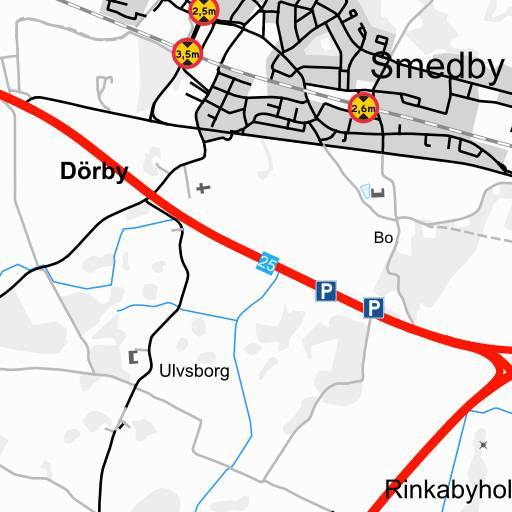 2,5m
3,5m
Smedby
2,6m
Dörby
Bo
25
P
P
Ulvsborg
Rinkabyhol